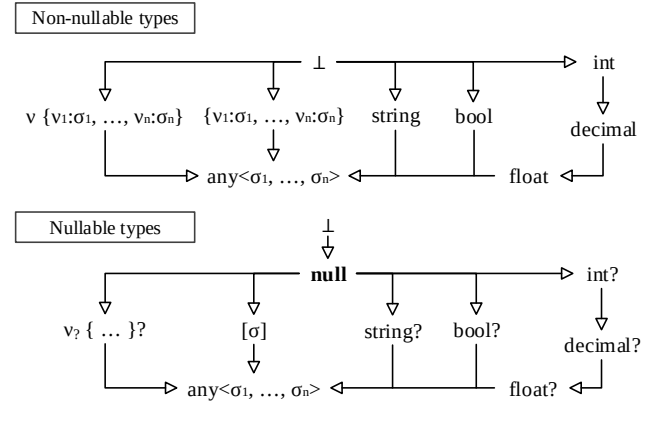 Non-nullable types
⊥ int
ν {ν₁:σ₁, …, νₙ:σₙ} {ν₁:σ₁, …, νₙ:σₙ} string bool
decimal
any<σ₁, …, σₙ> float
Nullable types
⊥
null int?
ν? { … }? [σ] string? bool?
decimal?
any<σ₁, …, σₙ> float?